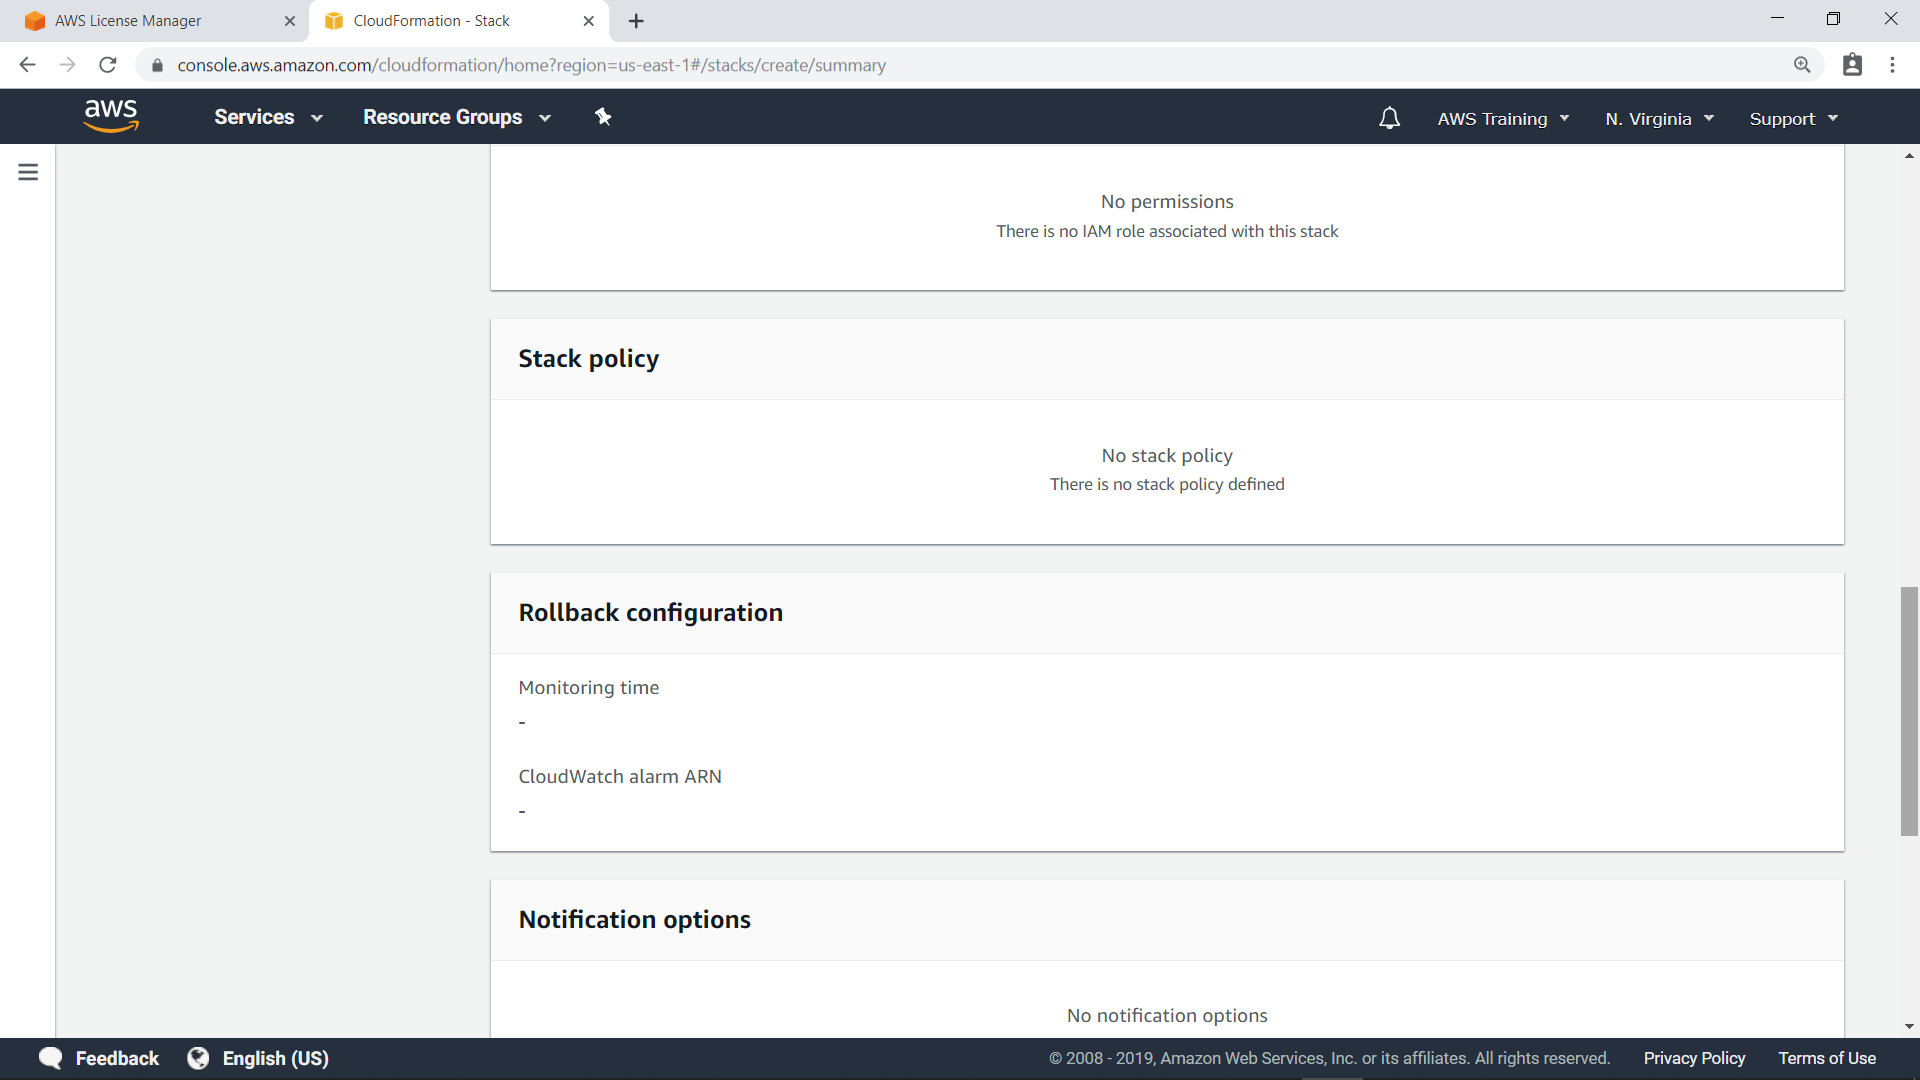 AWS License Manager
CloudFormation - Stack
console.aws.amazon.com/cloudformation/home?region=us-east-1#/stacks/create/summary
aws
Services
Resource Groups
AWS Training
N. Virginia
Support
No permissions
There is no IAM role associated with this stack
Stack policy
No stack policy
There is no stack policy defined
Rollback configuration
Monitoring time
-
CloudWatch alarm ARN
-
Notification options
No notification options
Feedback
English (US)
© 2008 - 2019, Amazon Web Services, Inc. or its affiliates. All rights reserved.
Privacy Policy
Terms of Use